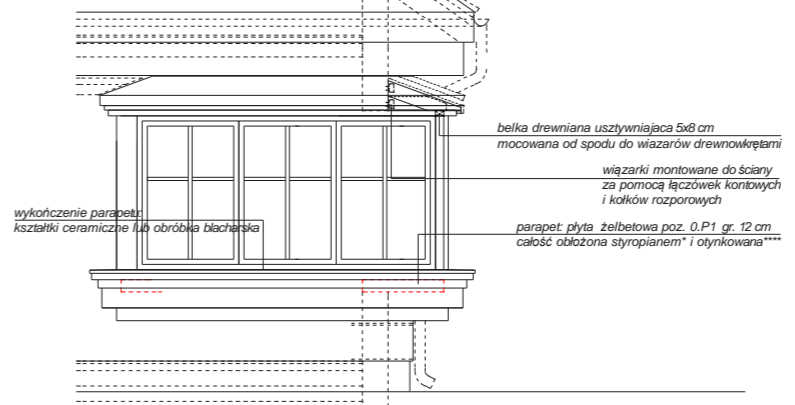 belka drewniana usztywniajaca 5x8 cm
mocowana od spodu do wiazarów drewnowkrętami
wiązarki montowane do ściany
za pomocą łączówek kontowych
i kołków rozporowych
wykończenie parapetu:
kształtki ceramiczne lub obróbka blacharska
parapet: płyta żelbetowa poz. 0.P1 gr. 12 cm
całość obłożona styropianem* i otynkowana****